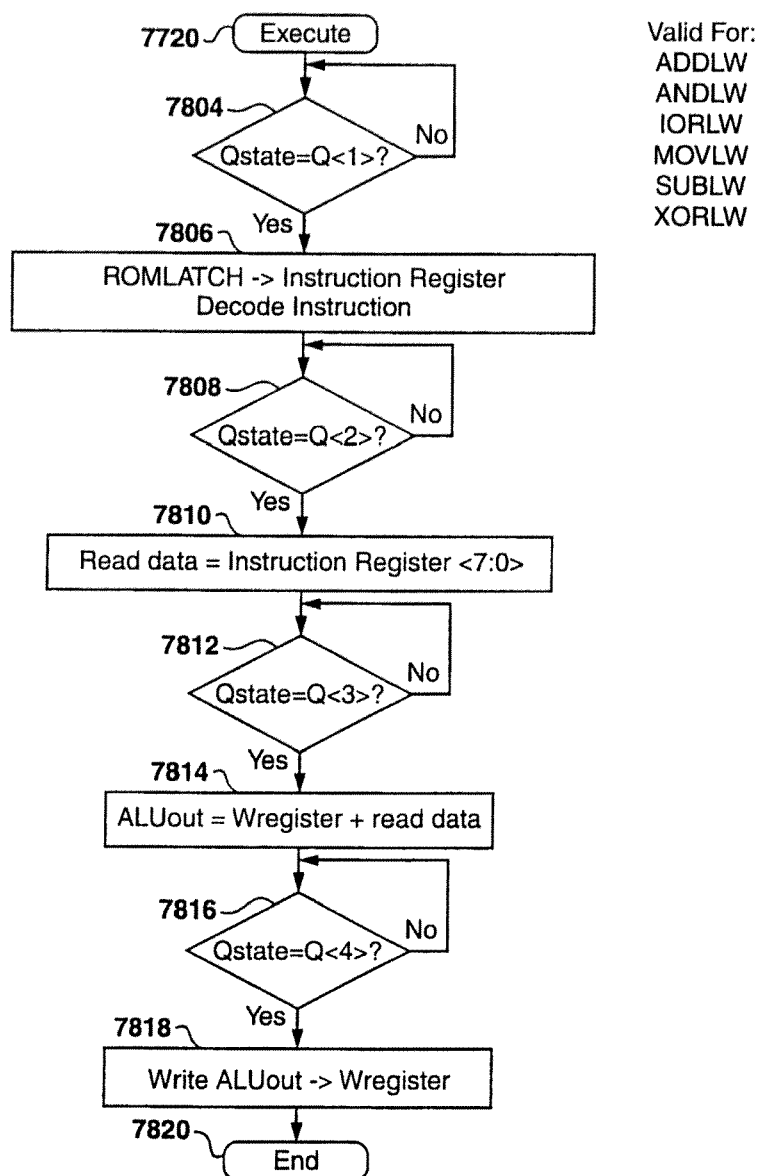 7720 Execute
Valid For:
ADDLW
ANDLW
IORLW
MOVLW
SUBLW
XORLW
7804
Qstate=Q<1>?
No
Yes
7806
ROMLATCH -> Instruction Register
Decode Instruction
7808
Qstate=Q<2>?
No
Yes
7810
Read data = Instruction Register <7:0>
7812
Qstate=Q<3>?
No
Yes
7814
ALUout = Wregister + read data
7816
Qstate=Q<4>?
No
Yes
7818
Write ALUout -> Wregister
7820
End